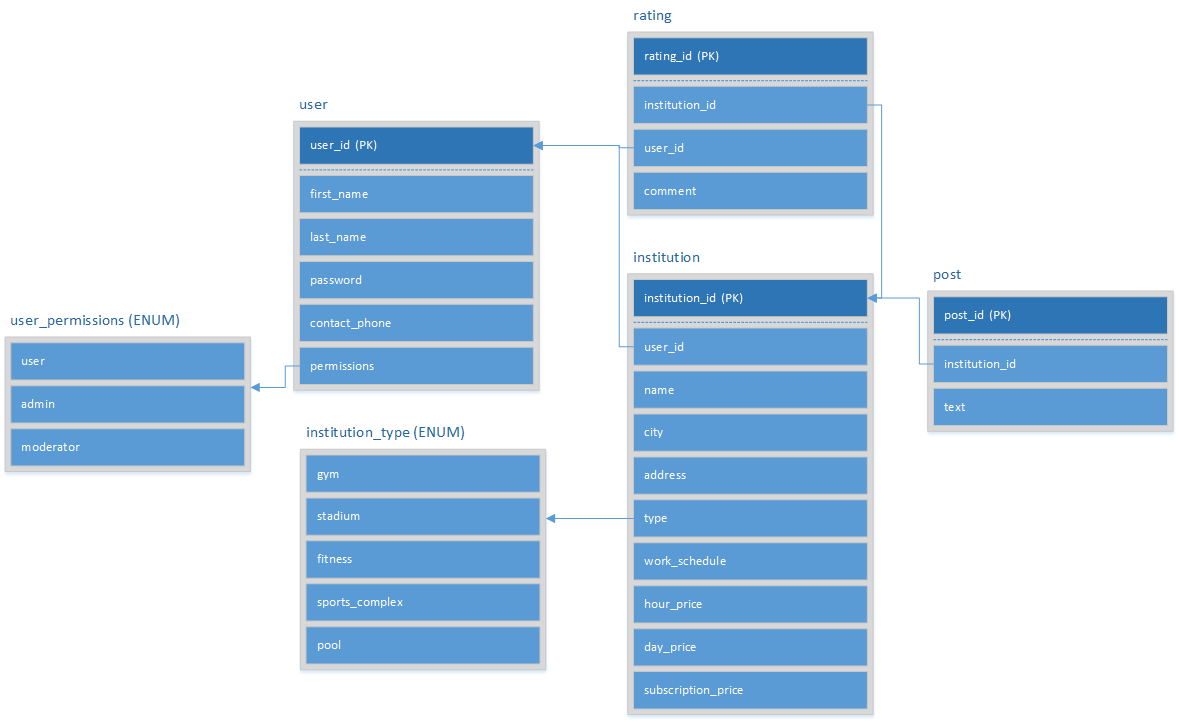 rating
rating_id (PK)
institution_id
user_id
comment
user
user_id (PK)
first_name
last_name
password
contact_phone
permissions
institution
institution_id (PK)
user_id
name
city
address
type
work_schedule
hour_price
day_price
subscription_price
post
post_id (PK)
institution_id
text
user_permissions (ENUM)
user
admin
moderator
institution_type (ENUM)
gym
stadium
fitness
sports_complex
pool